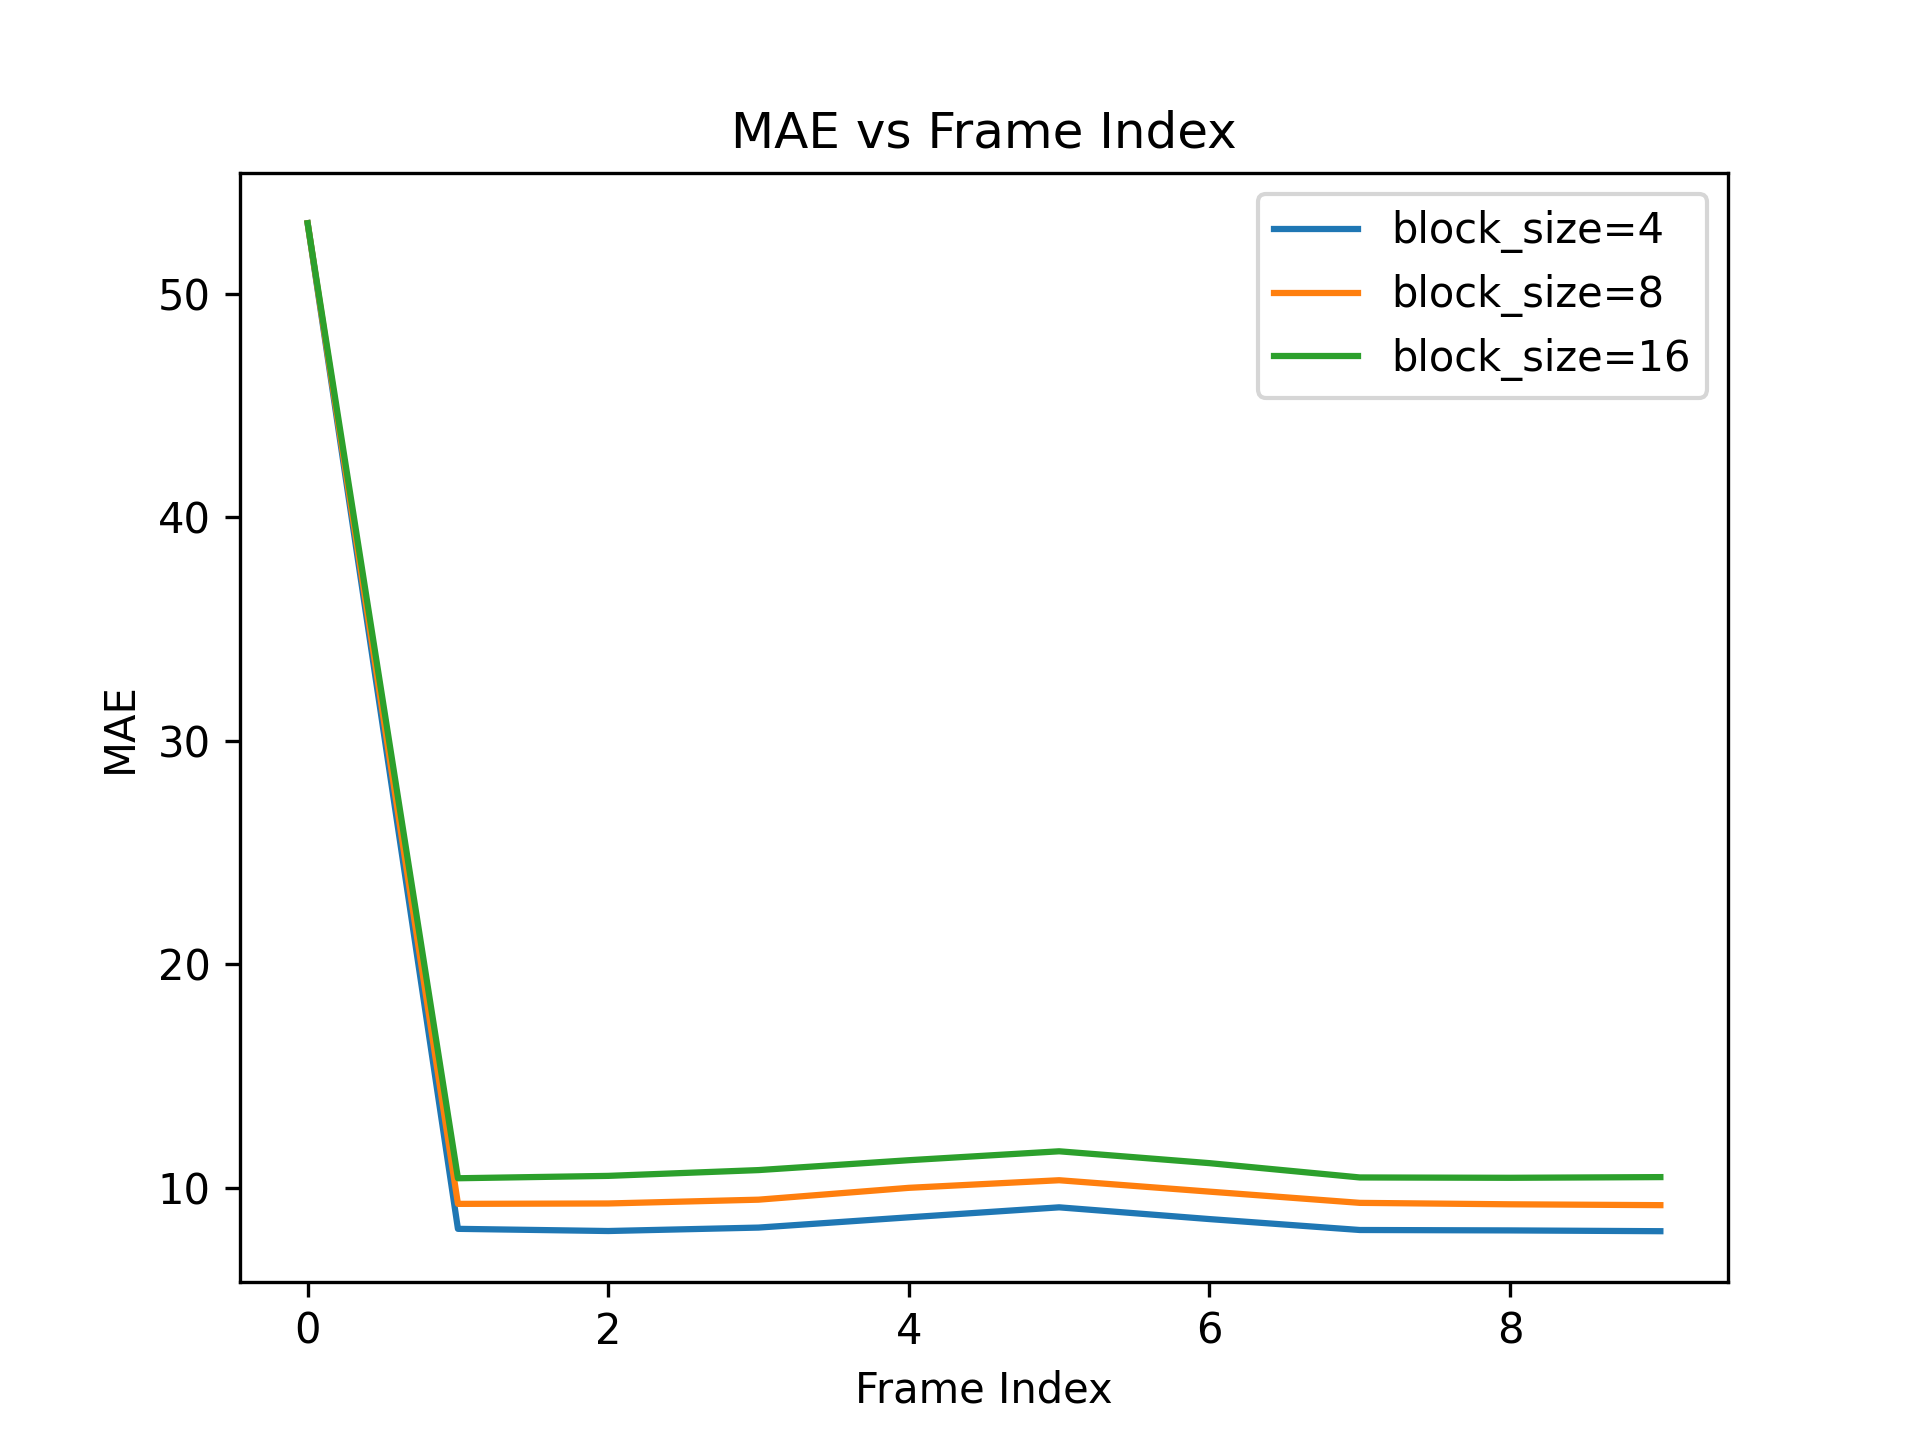 MAE vs Frame Index
block_size=4
block_size=8
block_size=16
50
40
30
20
10
MAE
0 2 4 6 8
Frame Index